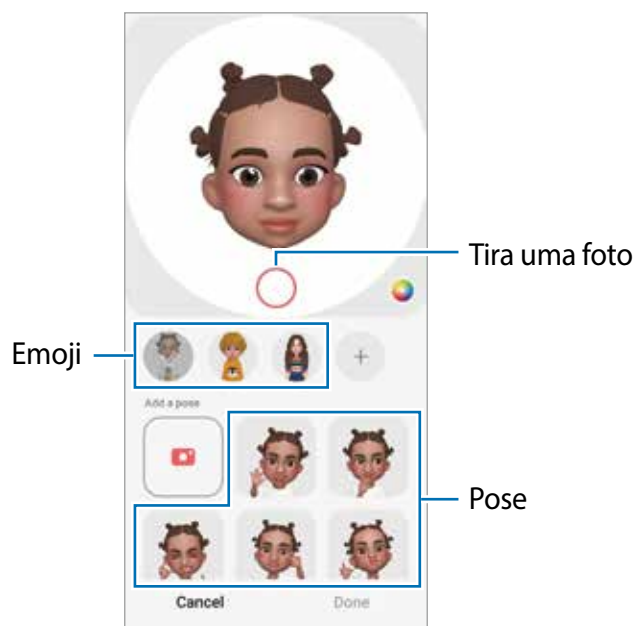 Tira uma foto
Emoji
Add a pose
Pose
Cancel
Done